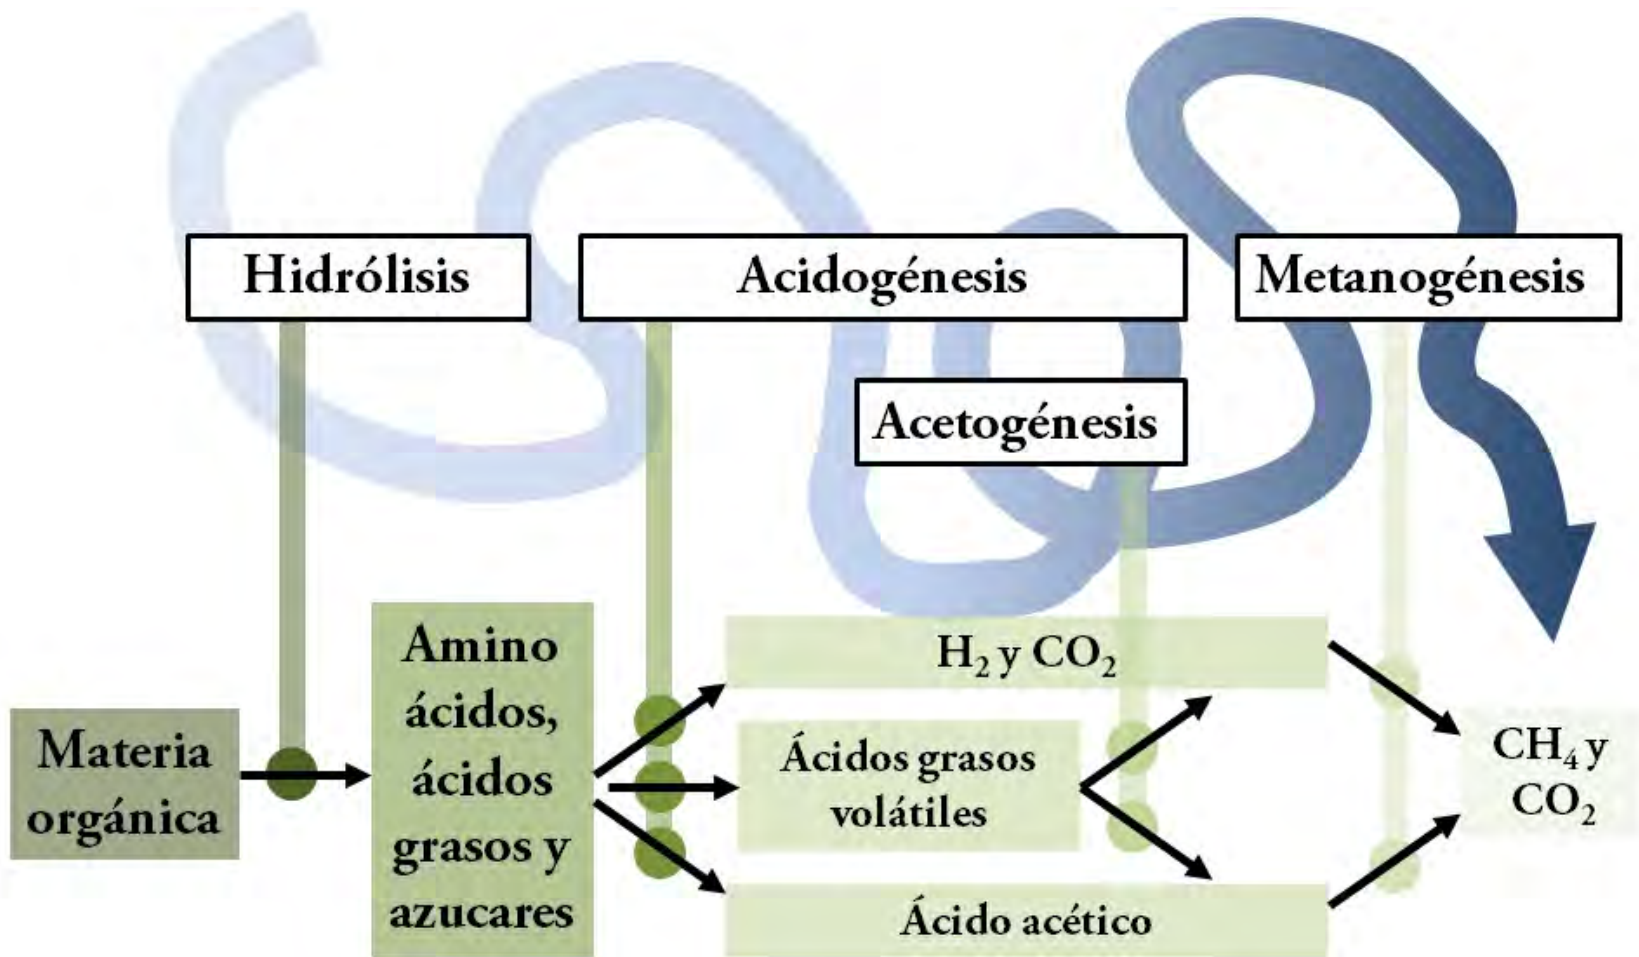 Hidrólisis
Acidogénesis
Metanogénesis
Acetogénesis
Materia
orgánica
Amino
ácidos,
ácidos
grasos y
azucares
H₂ y CO₂
Ácidos grasos
volátiles
Ácido acético
CH₄ y
CO₂